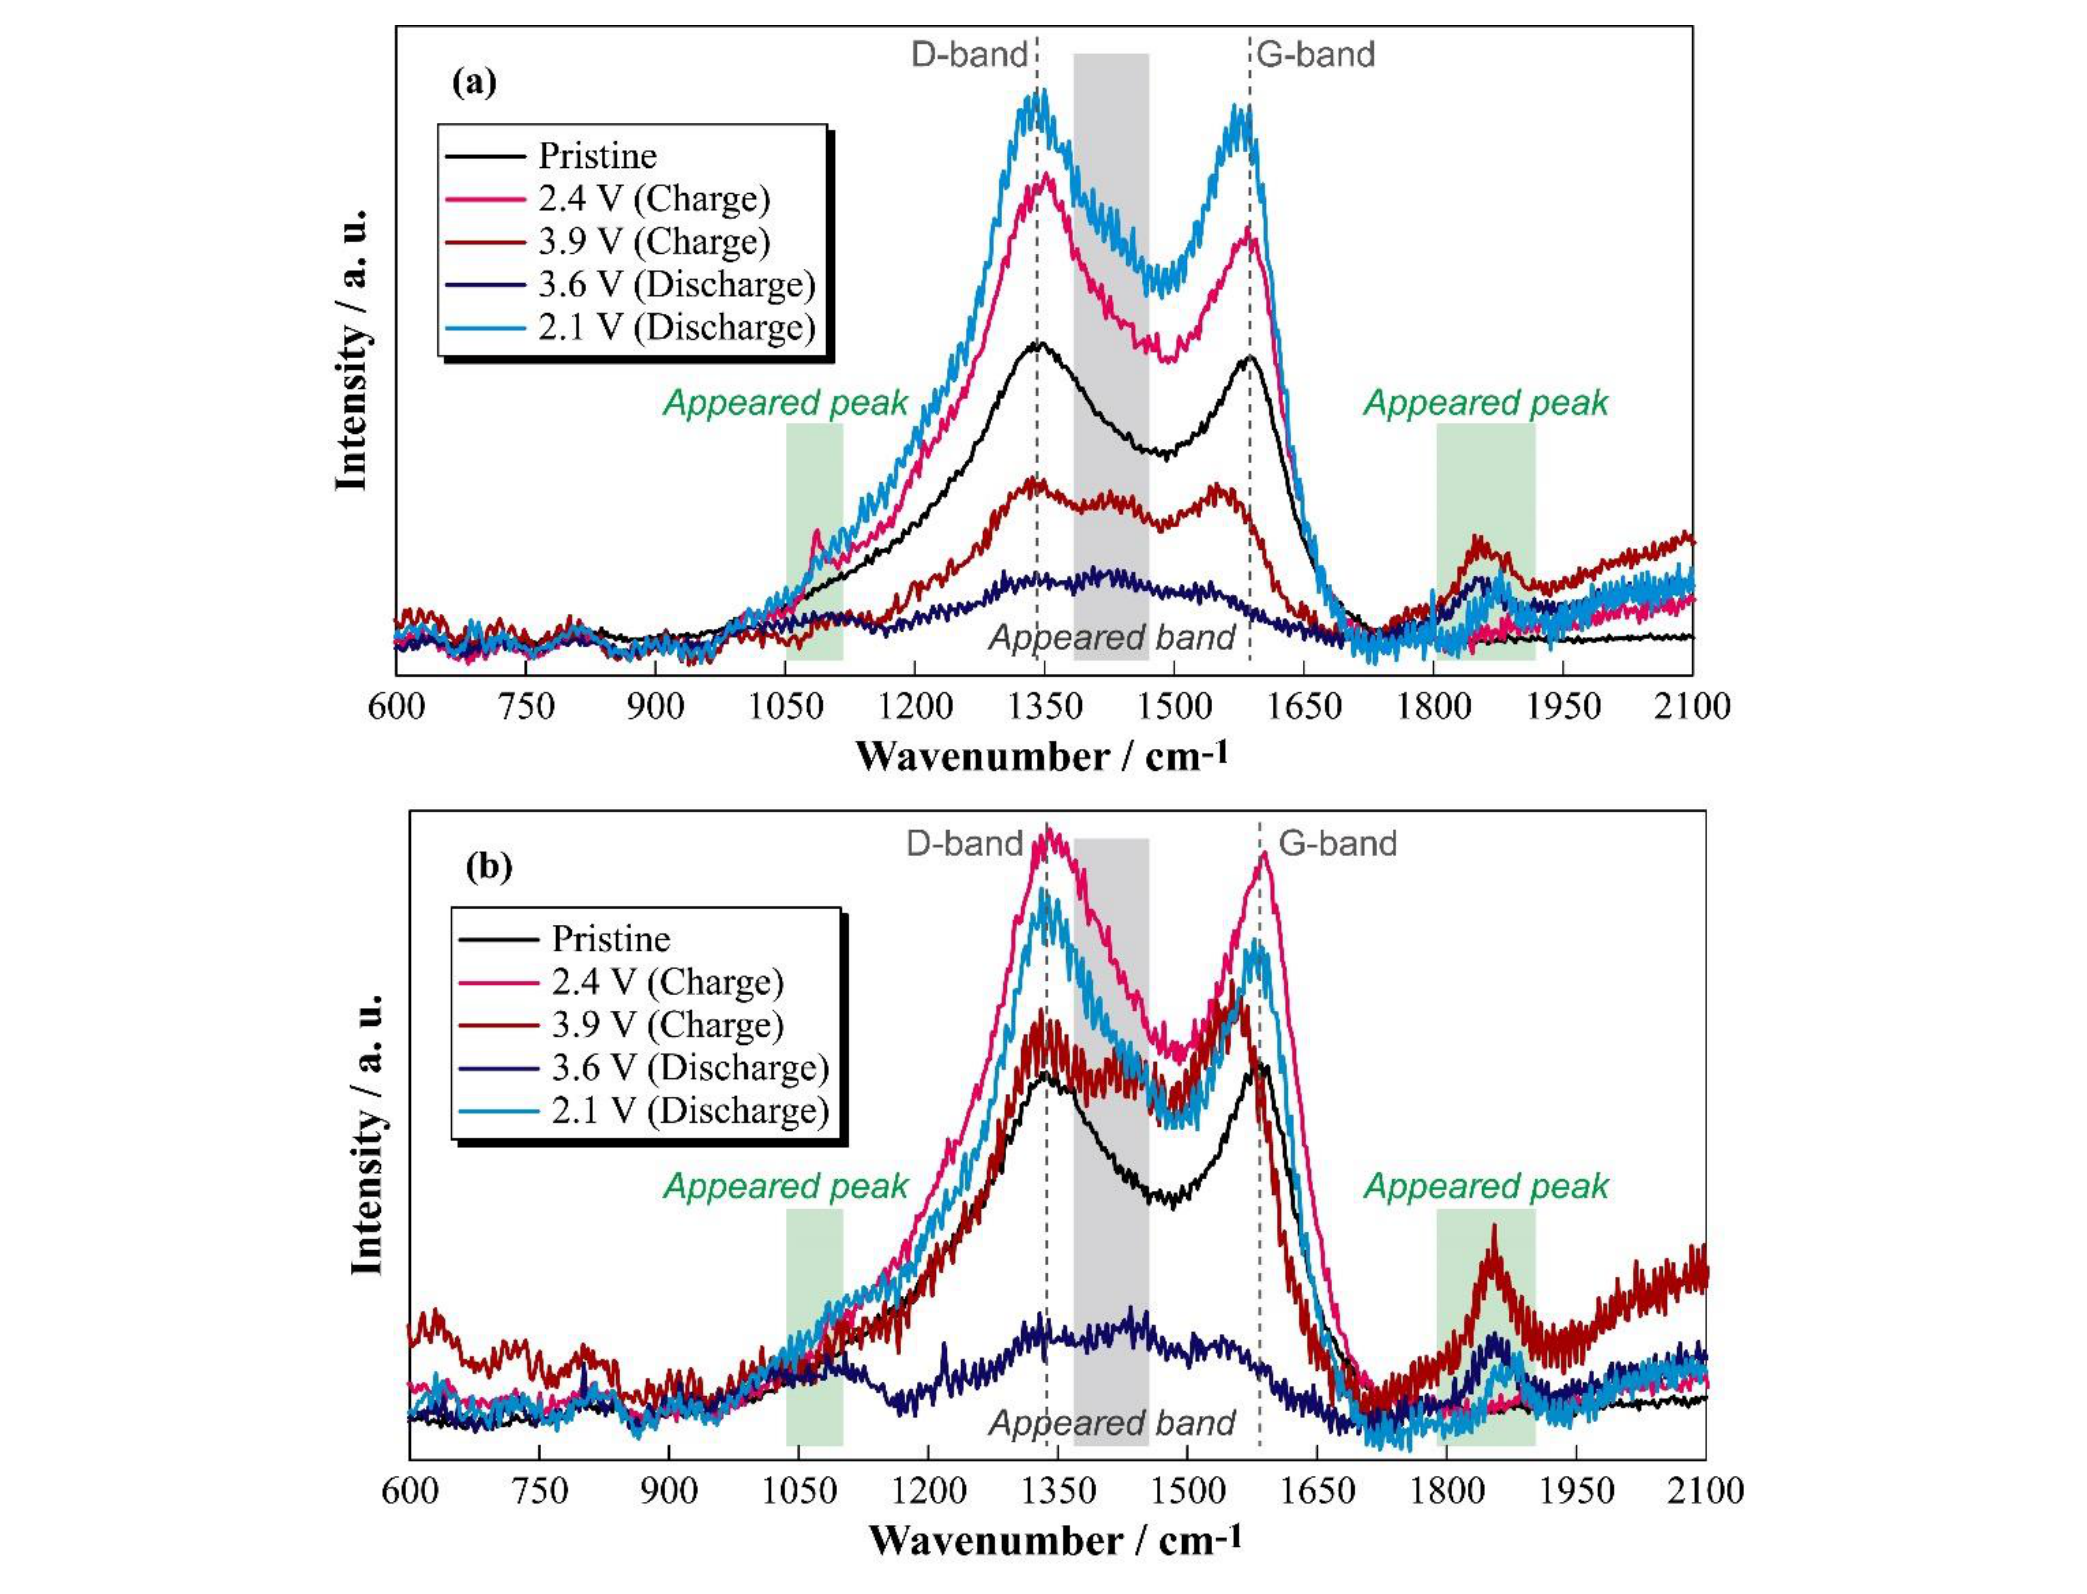 D-band
G-band
(a)
Pristine
2.4 V (Charge)
3.9 V (Charge)
3.6 V (Discharge)
2.1 V (Discharge)
Appeared peak
Appeared peak
Appeared band
Intensity / a. u.
600 750 900 1050 1200 1350 1500 1650 1800 1950 2100
Wavenumber / cm-1
D-band
G-band
(b)
Pristine
2.4 V (Charge)
3.9 V (Charge)
3.6 V (Discharge)
2.1 V (Discharge)
Appeared peak
Appeared peak
Appeared band
Intensity / a. u.
600 750 900 1050 1200 1350 1500 1650 1800 1950 2100
Wavenumber / cm-1